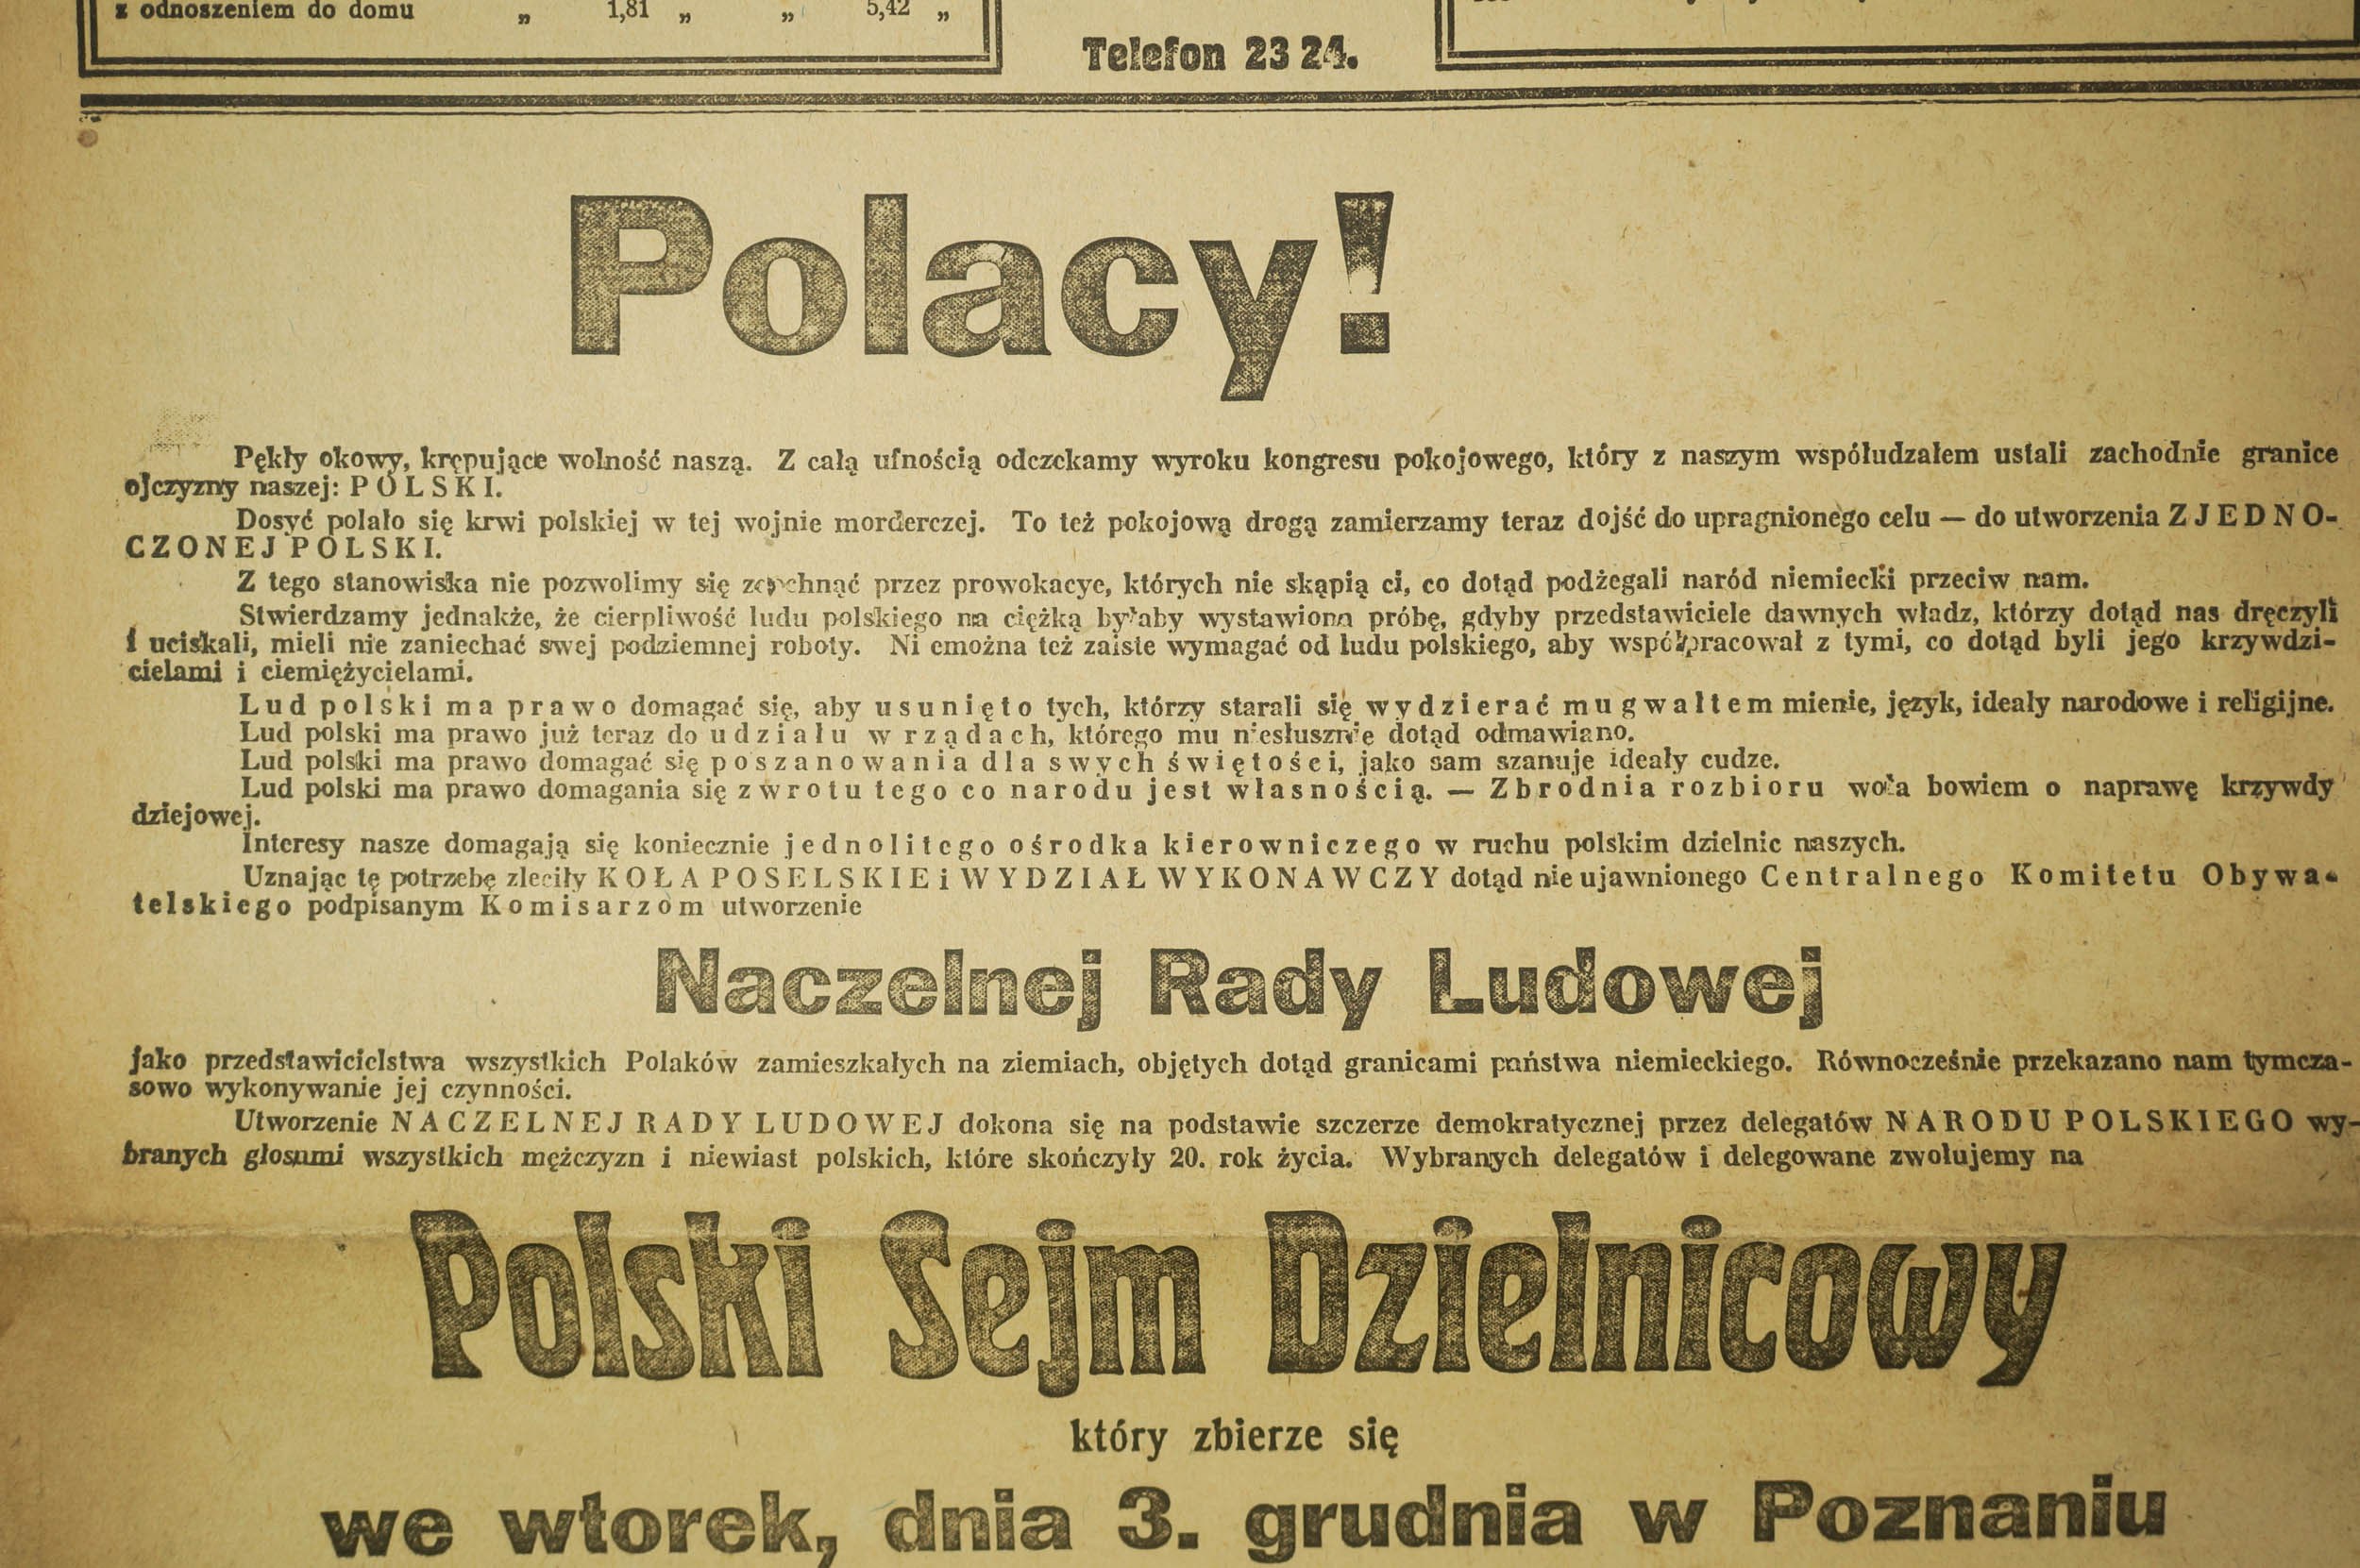 z odnoszeniem do domu „ 1,81 „ „ 5,42 „
Telefon 23 24.
Polacy!
Pękły okowy, krępujące wolność naszą. Z całą ufnością odczekamy wyroku kongresu pokojowego, który z naszym współudzałem ustali zachodnie granice
ojczyzny naszej: POLSKI.
Dosyć polało się krwi polskiej w tej wojnie morderczej. To też pokojową drogą zamierzamy teraz dojść do upragnionego celu — do utworzenia ZJEDNO-
CZONEJ POLSKI.
Z tego stanowiska nie pozwolimy się zepchnąć przez prowokacye, których nie skąpią ci, co dotąd podżegali naród niemiecki przeciw nam.
Stwierdzamy jednakże, że cierpliwość ludu polskiego na ciężką byłaby wystawiona próbę, gdyby przedstawiciele dawnych władz, którzy dotąd nas dręczyli
i uciskali, mieli nie zaniechać swej podziemnej roboty. Ni emożna też zaiste wymagać od ludu polskiego, aby współpracował z tymi, co dotąd byli jego krzywdzi-
cielami i ciemiężycielami.
Lud polski ma prawo domagać się, aby usunięto tych, którzy starali się wydzierać mu gwałtem mienie, język, ideały narodowe i religijne.
Lud polski ma prawo już teraz do udziału w rządach, którego mu niesłusznie dotąd odmawiano.
Lud polski ma prawo domagać się poszanowania dla swych świętości, jako sam szanuje ideały cudze.
Lud polski ma prawo domagania się zwrotu tego co narodu jest własnością. — Zbrodnia rozbioru woła bowiem o naprawę krzywdy
dziejowej.
Interesy nasze domagają się koniecznie jednolitego ośrodka kierowniczego w ruchu polskim dzielnic naszych.
Uznając tę potrzebę zleciły KOŁA POSELSKIE i WYDZIAŁ WYKONAWCZY dotąd nie ujawnionego Centralnego Komitetu Obywa-
telskiego podpisanym Komisarzom utworzenie
Naczelnej Rady Ludowej
jako przedstawicielstwa wszystkich Polaków zamieszkałych na ziemiach, objętych dotąd granicami państwa niemieckiego. Równocześnie przekazano nam tymcza-
sowo wykonywanie jej czynności.
Utworzenie NACZELNEJ RADY LUDOWEJ dokona się na podstawie szczerze demokratycznej przez delegatów NARODU POLSKIEGO wy-
branych głosami wszystkich mężczyzn i niewiast polskich, które skończyły 20. rok życia. Wybranych delegatów i delegowane zwołujemy na
Polski Sejm Dzielnicowy
który zbierze się
we wtorek, dnia 3. grudnia w Poznaniu